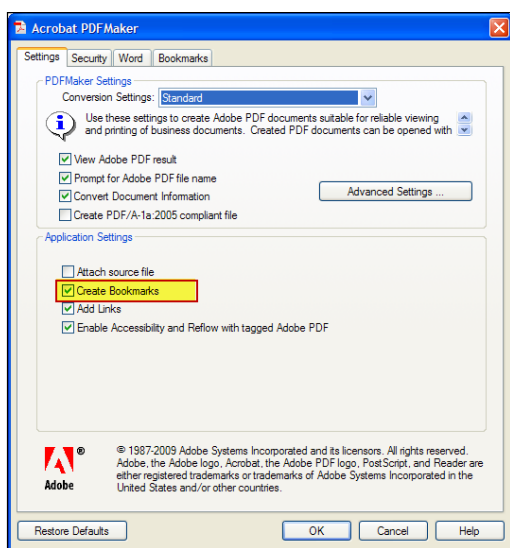 Acrobat PDFMaker
Settings Security Word Bookmarks
PDFMaker Settings
Conversion Settings: Standard
Use these settings to create Adobe PDF documents suitable for reliable viewing
and printing of business documents. Created PDF documents can be opened with
View Adobe PDF result
Prompt for Adobe PDF file name
Convert Document Information
Advanced Settings ...
Create PDF/A-1a:2005 compliant file
Application Settings
Attach source file
Create Bookmarks
Add Links
Enable Accessibility and Reflow with tagged Adobe PDF
® © 1987-2009 Adobe Systems Incorporated and its licensors. All rights reserved.
Adobe, the Adobe logo, Acrobat, the Adobe PDF logo, PostScript, and Reader are
either registered trademarks or trademarks of Adobe Systems Incorporated in the
United States and/or other countries.
Adobe
Restore Defaults OK Cancel Help